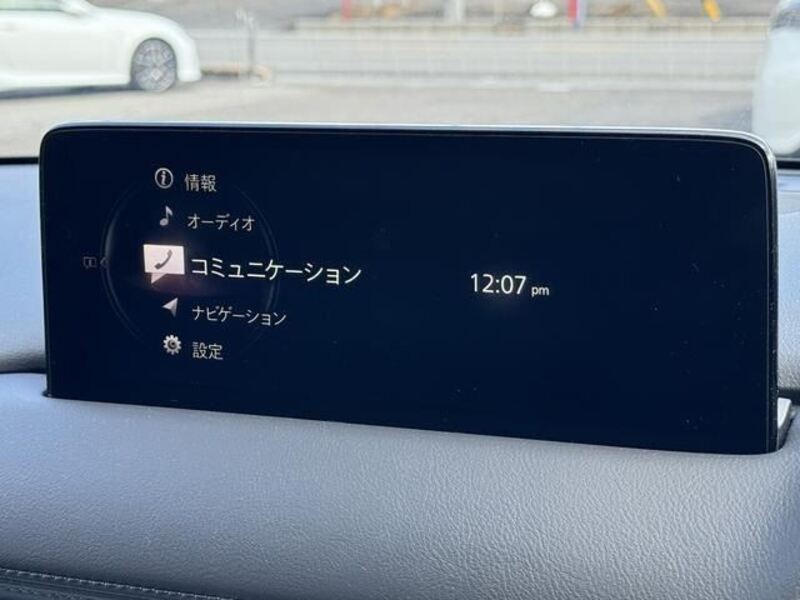 情報
オーディオ
コミュニケーション
12:07 pm
ナビゲーション
設定